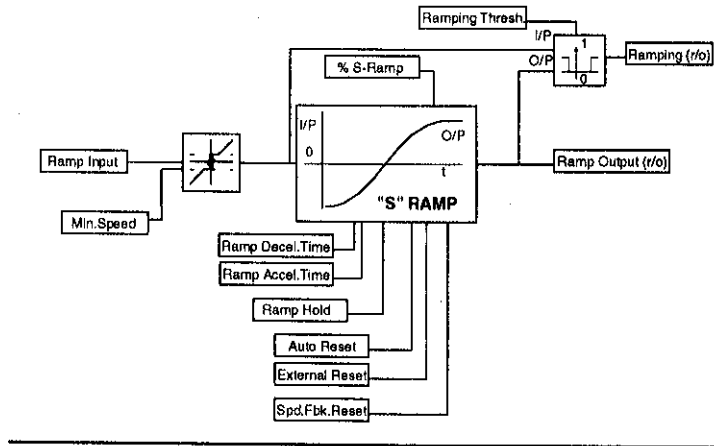 Ramping Thresh.
I/P
1
O/P
0
Ramping (r/o)
% S-Ramp
I/P
0
O/P
t
"S" RAMP
Ramp Input
Min.Speed
Ramp Output (r/o)
Ramp Decel.Time
Ramp Accel.Time
Ramp Hold
Auto Reset
External Reset
Spd.Fbk.Reset